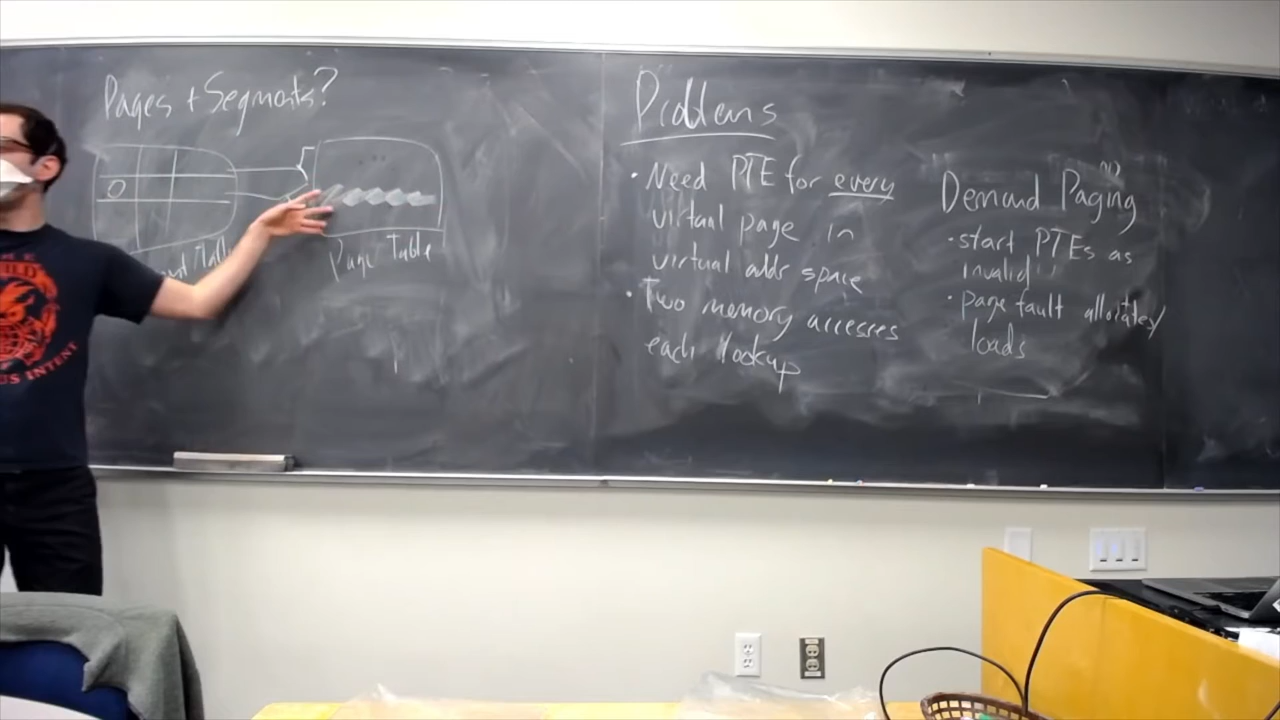 Pages + Segments?
0
Page Table
Problems
• Need PTE for every
virtual page in
virtual addr space
• Two memory accesses
each lookup
Demand Paging
• start PTEs as
invalid
• page fault allocates/
loads